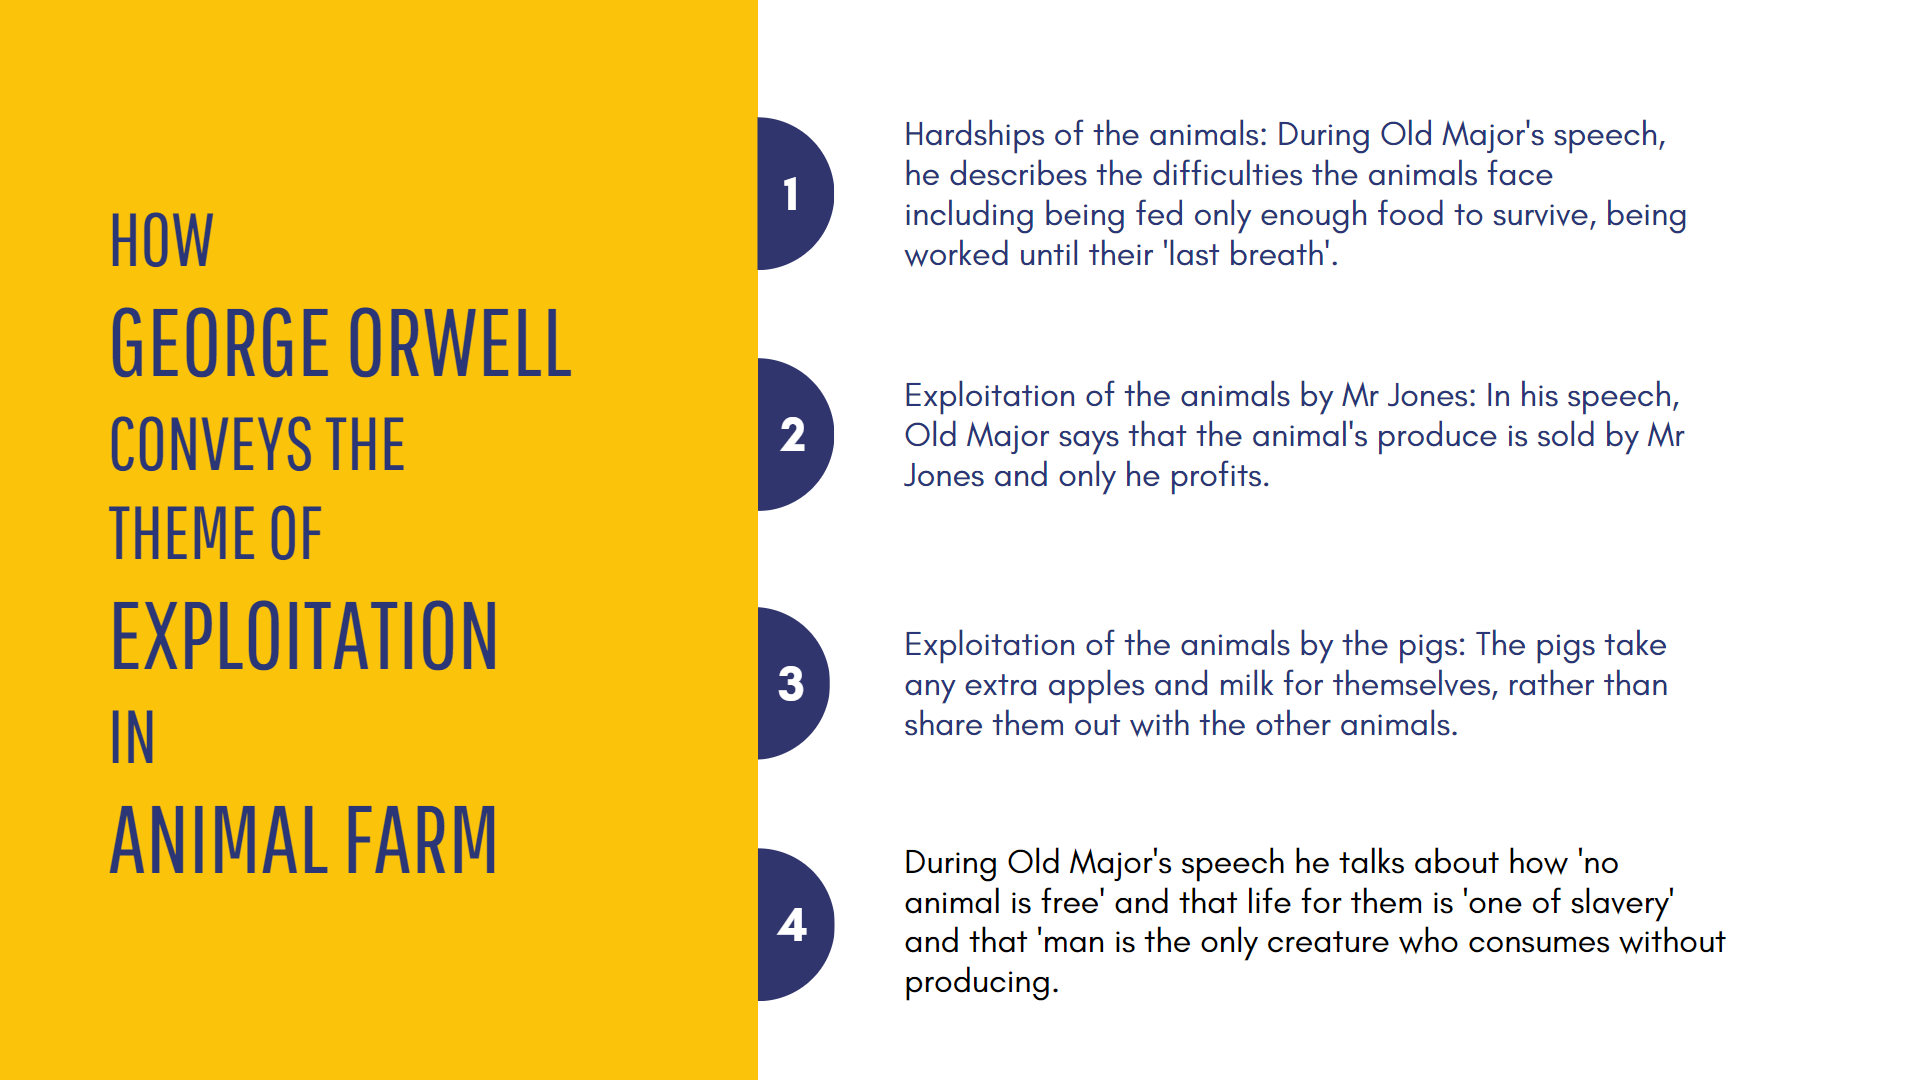 HOW
GEORGE ORWELL
CONVEYS THE
THEME OF
EXPLOITATION
IN
ANIMAL FARM
1
Hardships of the animals: During Old Major's speech,
he describes the difficulties the animals face
including being fed only enough food to survive, being
worked until their 'last breath'.
2
Exploitation of the animals by Mr Jones: In his speech,
Old Major says that the animal's produce is sold by Mr
Jones and only he profits.
3
Exploitation of the animals by the pigs: The pigs take
any extra apples and milk for themselves, rather than
share them out with the other animals.
4
During Old Major's speech he talks about how 'no
animal is free' and that life for them is 'one of slavery'
and that 'man is the only creature who consumes without
producing.